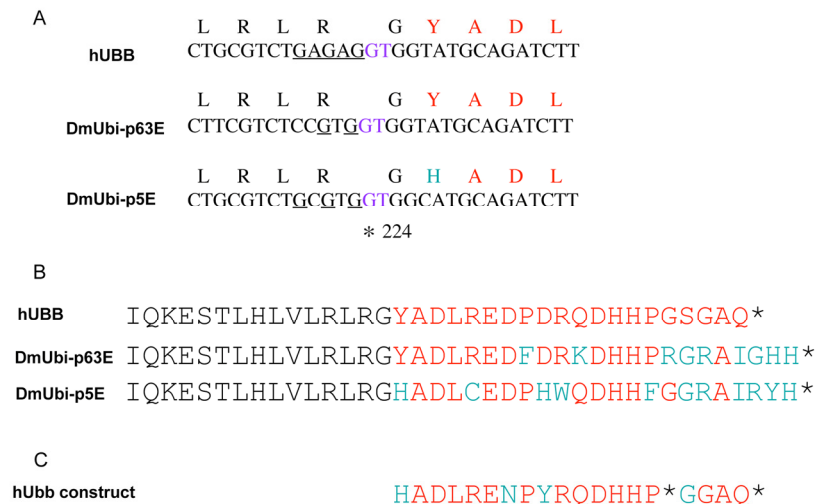 A
L R L R G Y A D L
hUBB CTGCGTCTGAGAGGTGGTATGCAGATCTT
L R L R G Y A D L
DmUbi-p63E CTTCGTCTCCGTGGTGGTATGCAGATCTT
L R L R G H A D L
DmUbi-p5E CTGCGTCTGCGTGGTGGCATGCAGATCTT
* 224
B
hUBB IQKESTLHLVLRLRGYADLREDPDRQDHHPGSGAQ*
DmUbi-p63E IQKESTLHLVLRLRGYADLREDFDRKDHHPRGRAIGHH*
DmUbi-p5E IQKESTLHLVLRLRGHADLCEDPHWQDHHFGGRAIRYH*
C
hUbb construct HADLRENPYRQDHHP*GGAQ*